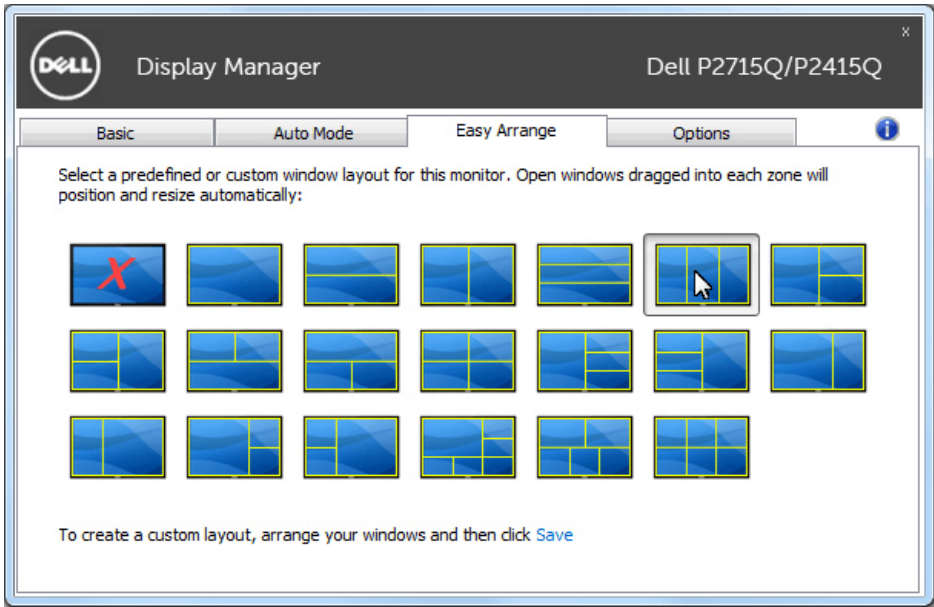 DELL Display Manager Dell P2715Q/P2415Q x
Basic Auto Mode Easy Arrange Options i
Select a predefined or custom window layout for this monitor. Open windows dragged into each zone will
position and resize automatically:
X
To create a custom layout, arrange your windows and then click Save